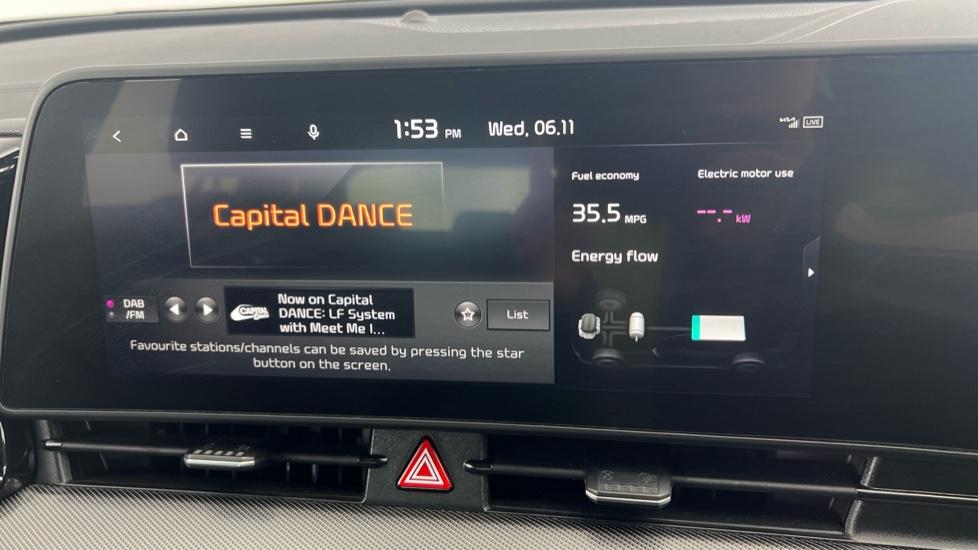 1:53 PM Wed, 06.11
KIA LIVE
Capital DANCE
DAB
/FM
CAPITAL
Now on Capital
DANCE: LF System
with Meet Me I...
List
Favourite stations/channels can be saved by pressing the star
button on the screen.
Fuel economy
35.5 MPG
Electric motor use
--.- kW
Energy flow